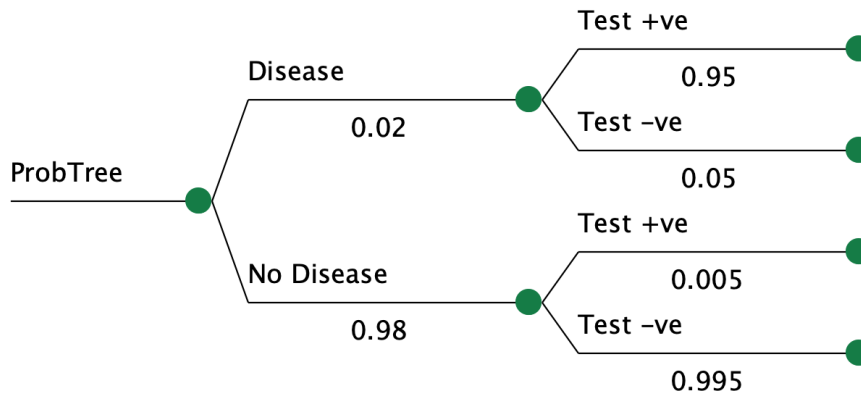 Test +ve
0.95
Disease
0.02
Test -ve
0.05
ProbTree
Test +ve
0.005
No Disease
0.98
Test -ve
0.995